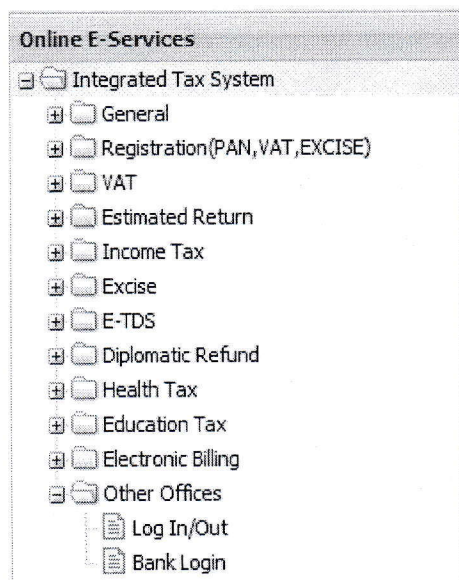 Online E-Services
Integrated Tax System
General
Registration(PAN,VAT,EXCISE)
VAT
Estimated Return
Income Tax
Excise
E-TDS
Diplomatic Refund
Health Tax
Education Tax
Electronic Billing
Other Offices
Log In/Out
Bank Login